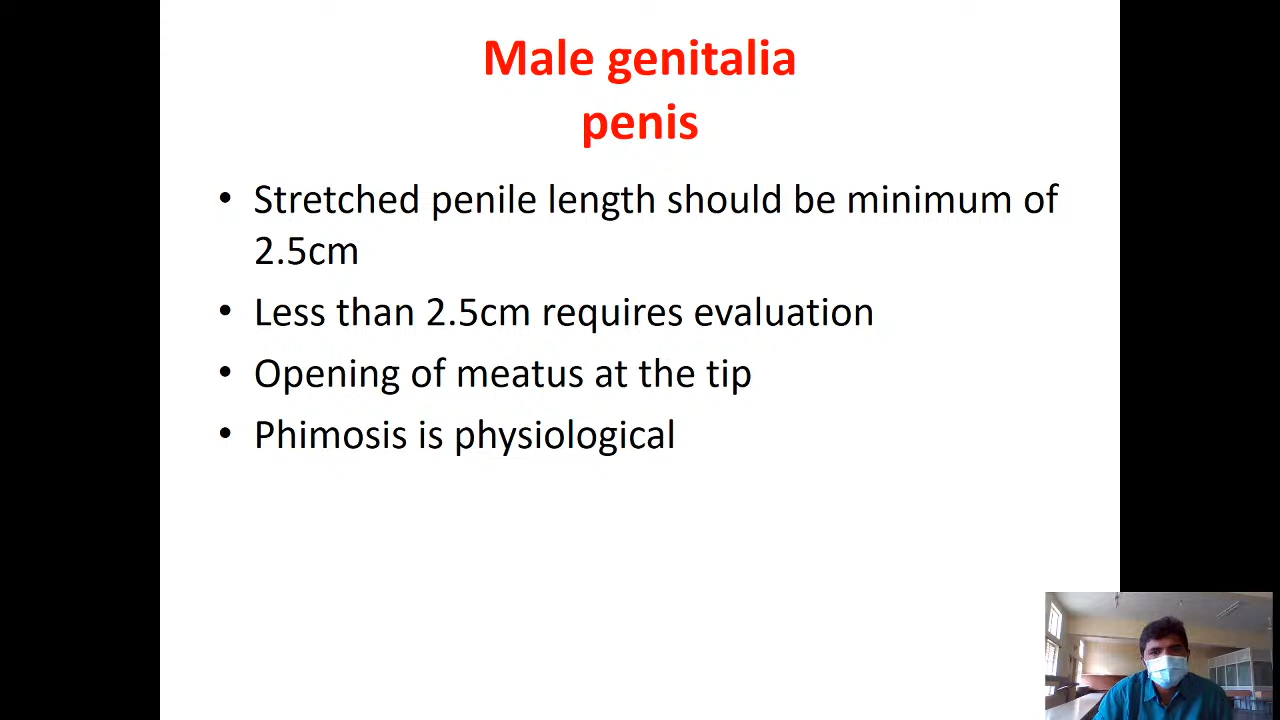 Male genitalia
penis
• Stretched penile length should be minimum of
2.5cm
• Less than 2.5cm requires evaluation
• Opening of meatus at the tip
• Phimosis is physiological